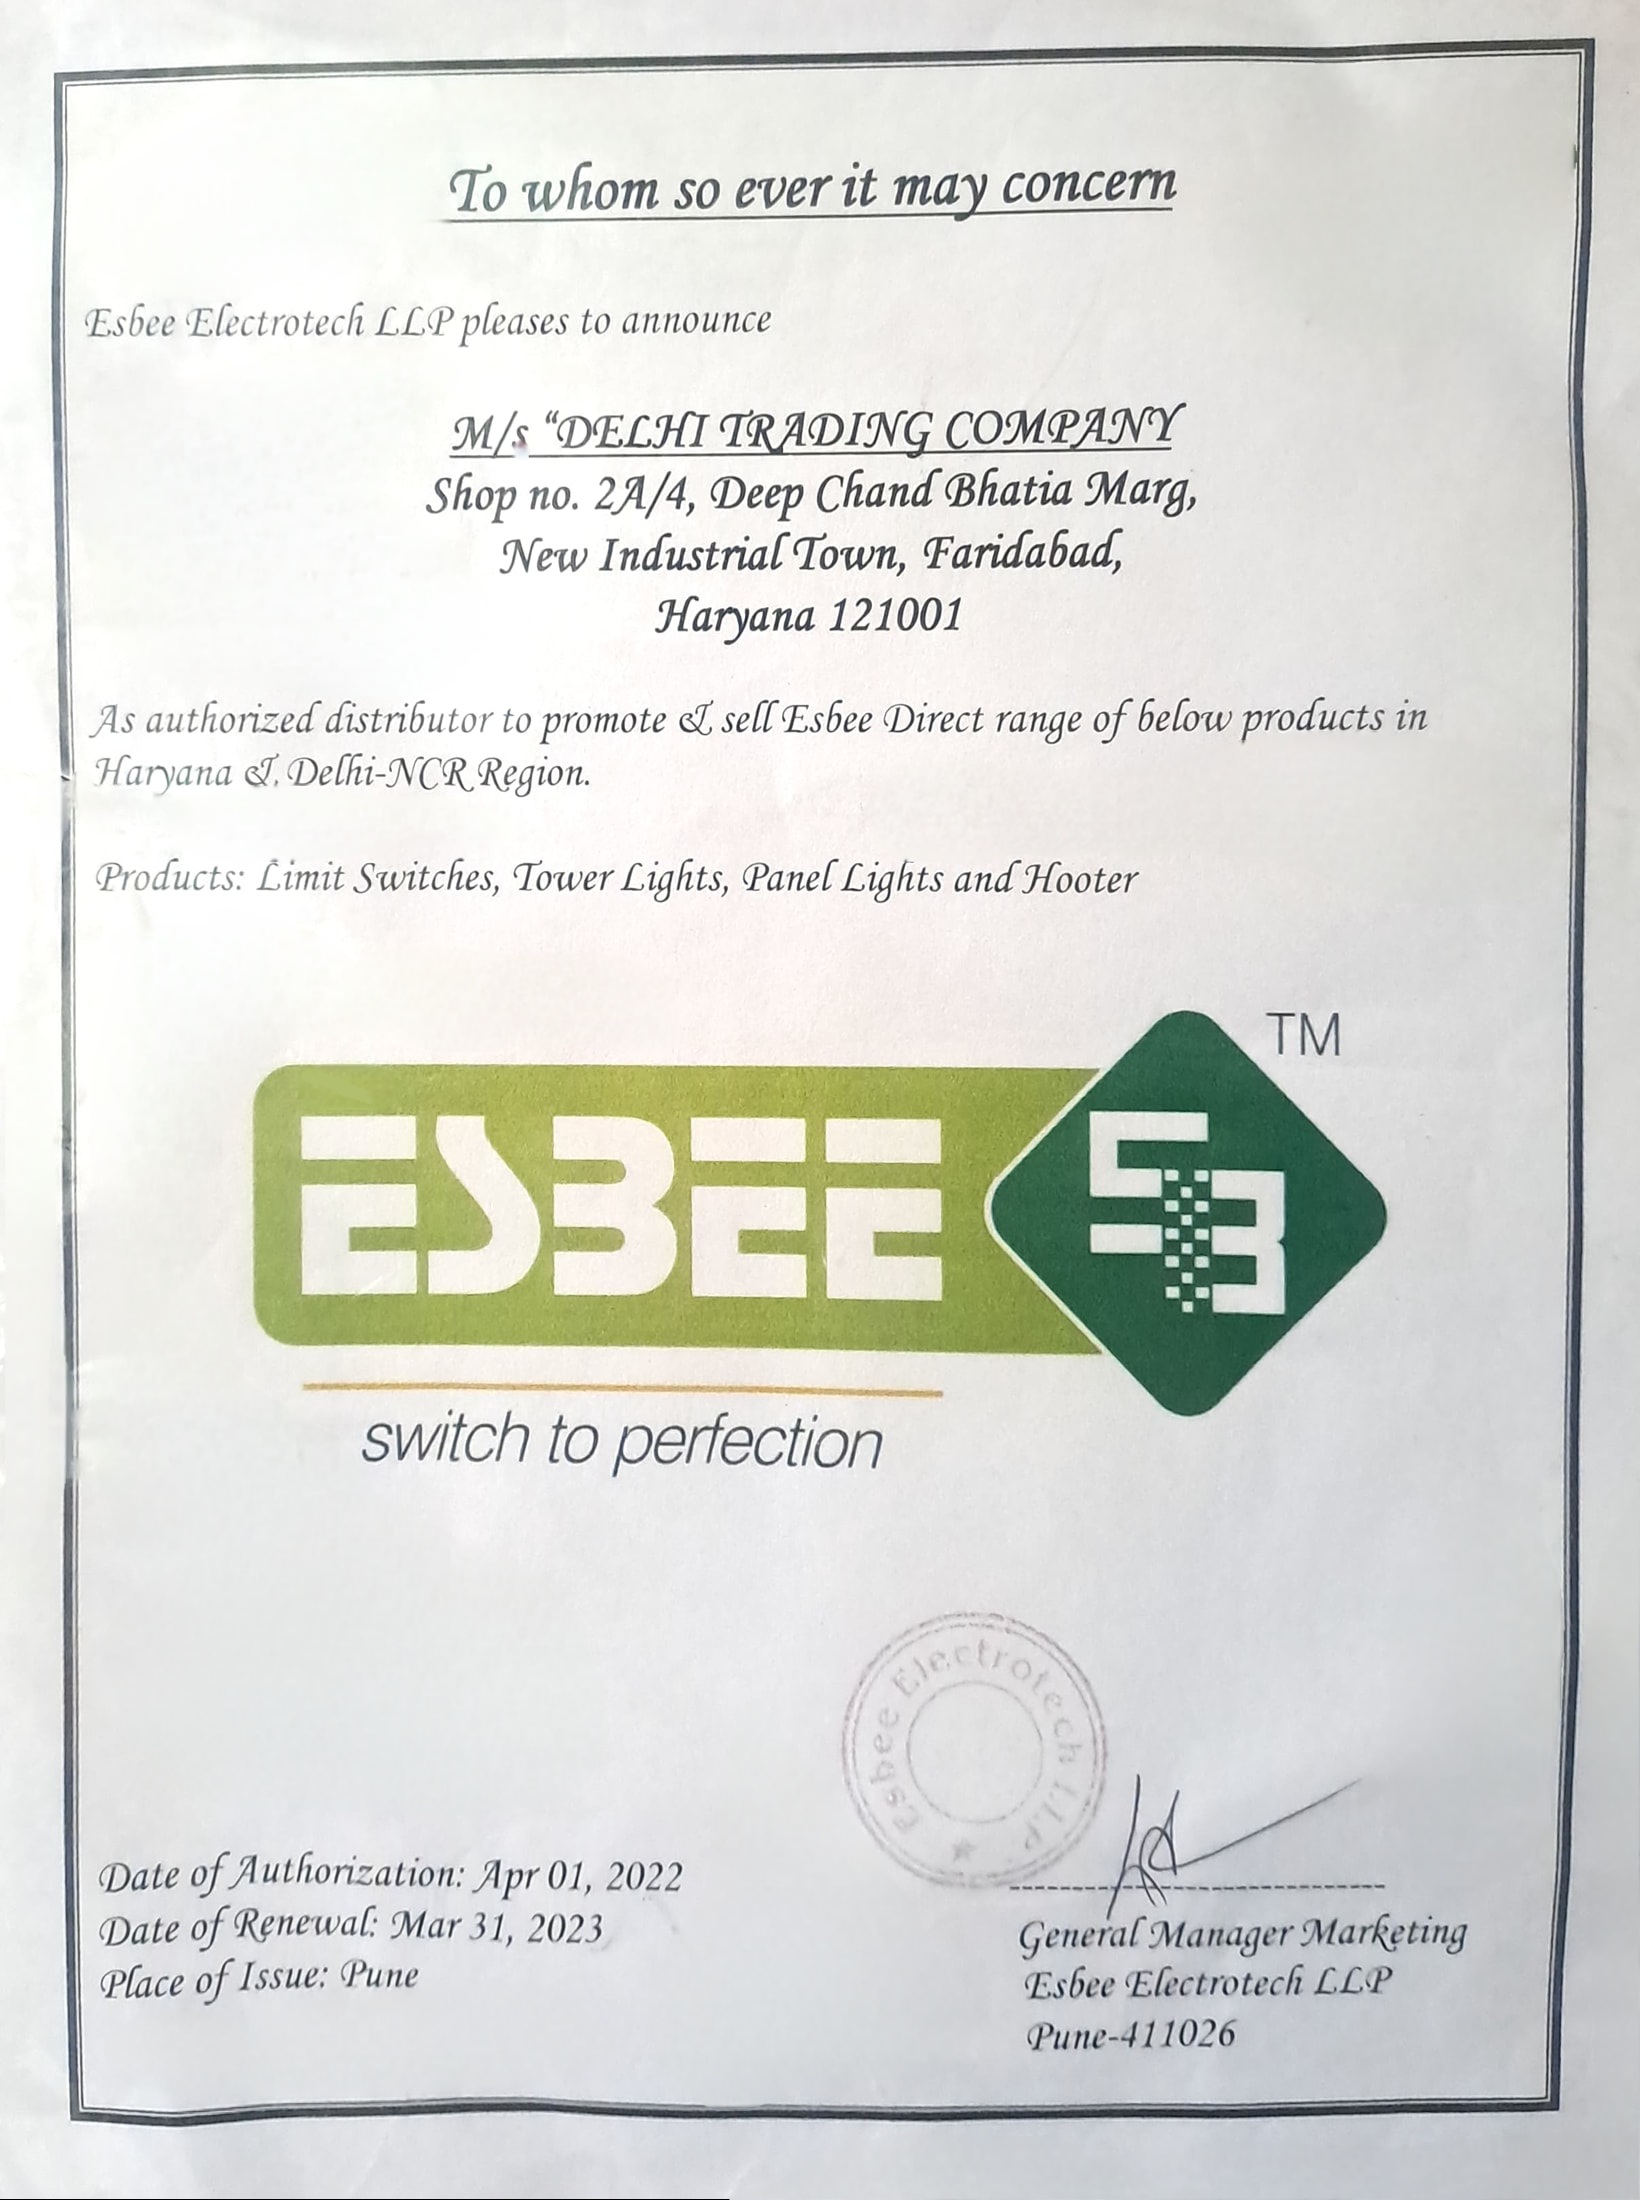 To whom so ever it may concern
Esbee Electrotech LLP pleases to announce
M/s “DELHI TRADING COMPANY
Shop no. 2A/4, Deep Chand Bhatia Marg,
New Industrial Town, Faridabad,
Haryana 121001
As authorized distributor to promote & sell Esbee Direct range of below products in
Haryana & Delhi-NCR Region.
Products: Limit Switches, Tower Lights, Panel Lights and Hooter
TM
ESBEE SB
switch to perfection
Esbee Electrotech LLP
Date of Authorization: Apr 01, 2022
Date of Renewal: Mar 31, 2023
Place of Issue: Pune
General Manager Marketing
Esbee Electrotech LLP
Pune-411026